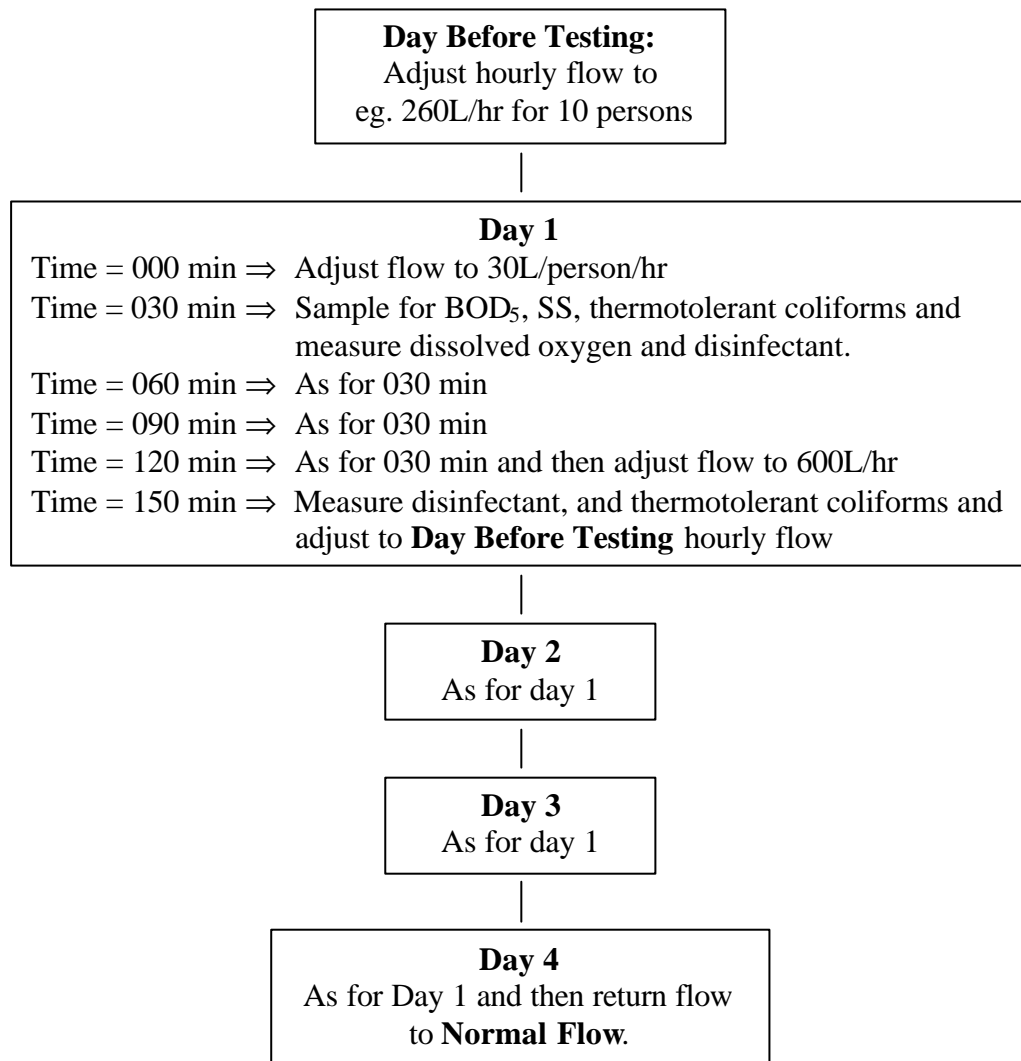 Day Before Testing:
Adjust hourly flow to
eg. 260L/hr for 10 persons
Day 1
Time = 000 min ⇒ Adjust flow to 30L/person/hr
Time = 030 min ⇒ Sample for BOD₅, SS, thermotolerant coliforms and
measure dissolved oxygen and disinfectant.
Time = 060 min ⇒ As for 030 min
Time = 090 min ⇒ As for 030 min
Time = 120 min ⇒ As for 030 min and then adjust flow to 600L/hr
Time = 150 min ⇒ Measure disinfectant, and thermotolerant coliforms and
adjust to Day Before Testing hourly flow
Day 2
As for day 1
Day 3
As for day 1
Day 4
As for Day 1 and then return flow
to Normal Flow.